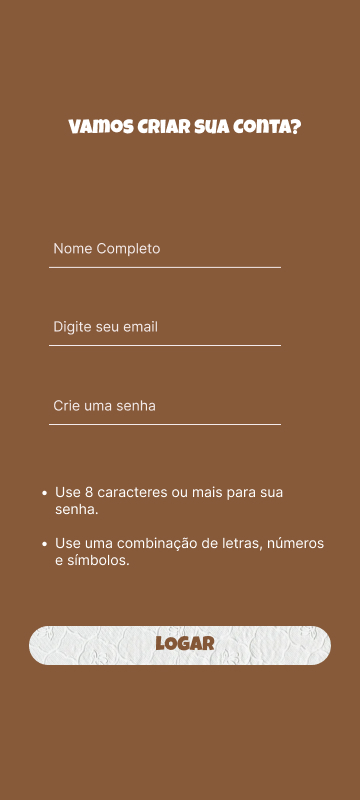 Vamos criar sua conta?
Nome Completo
Digite seu email
Crie uma senha
• Use 8 caracteres ou mais para sua
senha.
• Use uma combinação de letras, números
e símbolos.
LOGAR